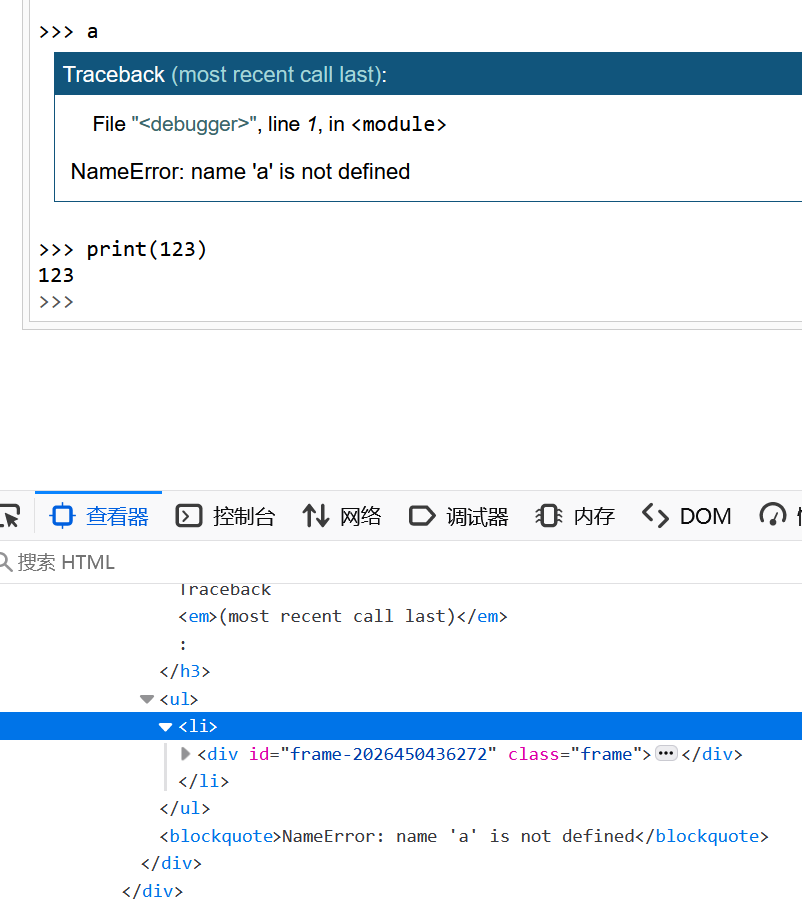 >>> a
Traceback (most recent call last):
File "<debugger>", line 1, in <module>
NameError: name 'a' is not defined
>>> print(123)
123
>>>
查看器 控制台 网络 调试器 内存 DOM
搜索 HTML
Traceback
<em>(most recent call last)</em>
:
</h3>
<ul>
<li>
<div id="frame-2026450436272" class="frame"></div>
</li>
</ul>
<blockquote>NameError: name 'a' is not defined</blockquote>
</div>
</div>